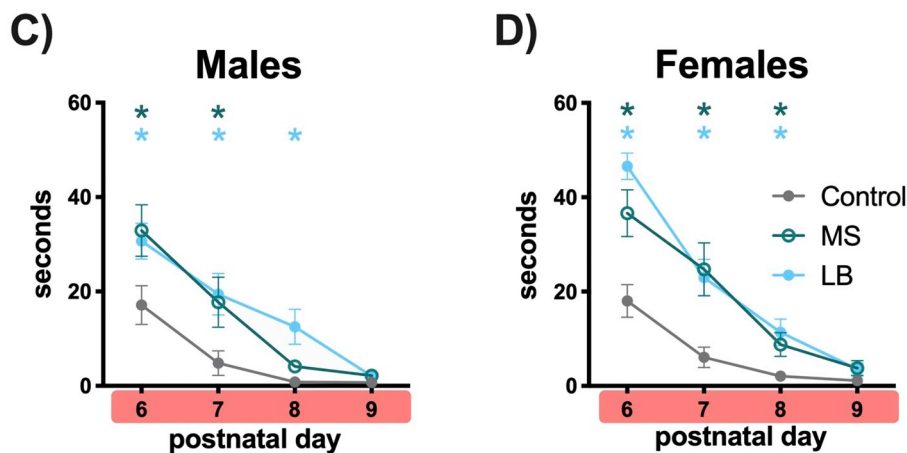 C)
Males
60
40
20
0
seconds
* *
* * *
6 7 8 9
postnatal day
D)
Females
60
40
20
0
seconds
* * *
* * *
Control
MS
LB
6 7 8 9
postnatal day